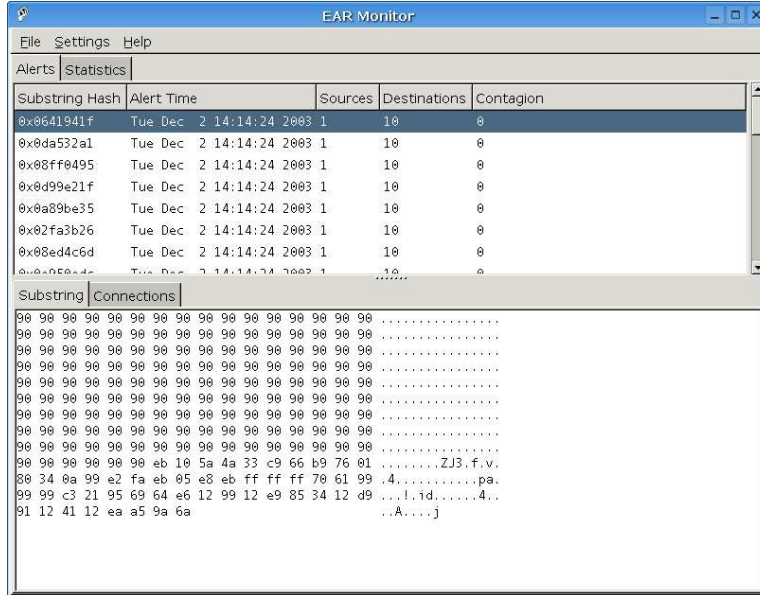 EAR Monitor
File Settings Help
Alerts Statistics
Substring Hash Alert Time Sources Destinations Contagion
0x0641941f Tue Dec 2 14:14:24 2003 1 10 0
0x0da532a1 Tue Dec 2 14:14:24 2003 1 10 0
0x08ff0495 Tue Dec 2 14:14:24 2003 1 10 0
0x0d99e21f Tue Dec 2 14:14:24 2003 1 10 0
0x0a89be35 Tue Dec 2 14:14:24 2003 1 10 0
0x02fa3b26 Tue Dec 2 14:14:24 2003 1 10 0
0x08ed4c6d Tue Dec 2 14:14:24 2003 1 10 0
Tue Dec 2 14:14:24 2003 1 10 0
Substring Connections
90 90 90 90 90 90 90 90 90 90 90 90 90 90 90 90 ................
90 90 90 90 90 90 90 90 90 90 90 90 90 90 90 90 ................
90 90 90 90 90 90 90 90 90 90 90 90 90 90 90 90 ................
90 90 90 90 90 90 90 90 90 90 90 90 90 90 90 90 ................
90 90 90 90 90 90 90 90 90 90 90 90 90 90 90 90 ................
90 90 90 90 90 90 90 90 90 90 90 90 90 90 90 90 ................
90 90 90 90 90 90 90 90 90 90 90 90 90 90 90 90 ................
90 90 90 90 90 90 90 90 90 90 90 90 90 90 90 90 ................
90 90 90 90 90 90 90 90 90 90 90 90 90 90 90 90 ................
90 90 90 90 90 90 eb 10 5a 4a 33 c9 66 b9 76 01 ........ZJ3.f.v.
80 34 0a 99 e2 fa eb 05 e8 eb ff ff ff 70 61 99 .4...........pa.
99 99 c3 21 95 69 64 e6 12 99 12 e9 85 34 12 d9 ...!.id......4..
91 12 41 12 ea a5 9a 6a ..A....j